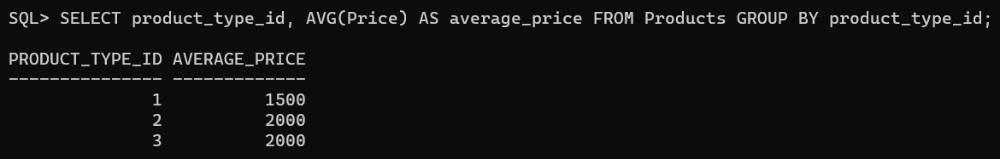 SQL> SELECT product_type_id, AVG(Price) AS average_price FROM Products GROUP BY product_type_id;
PRODUCT_TYPE_ID AVERAGE_PRICE
--------------- -------------
1 1500
2 2000
3 2000